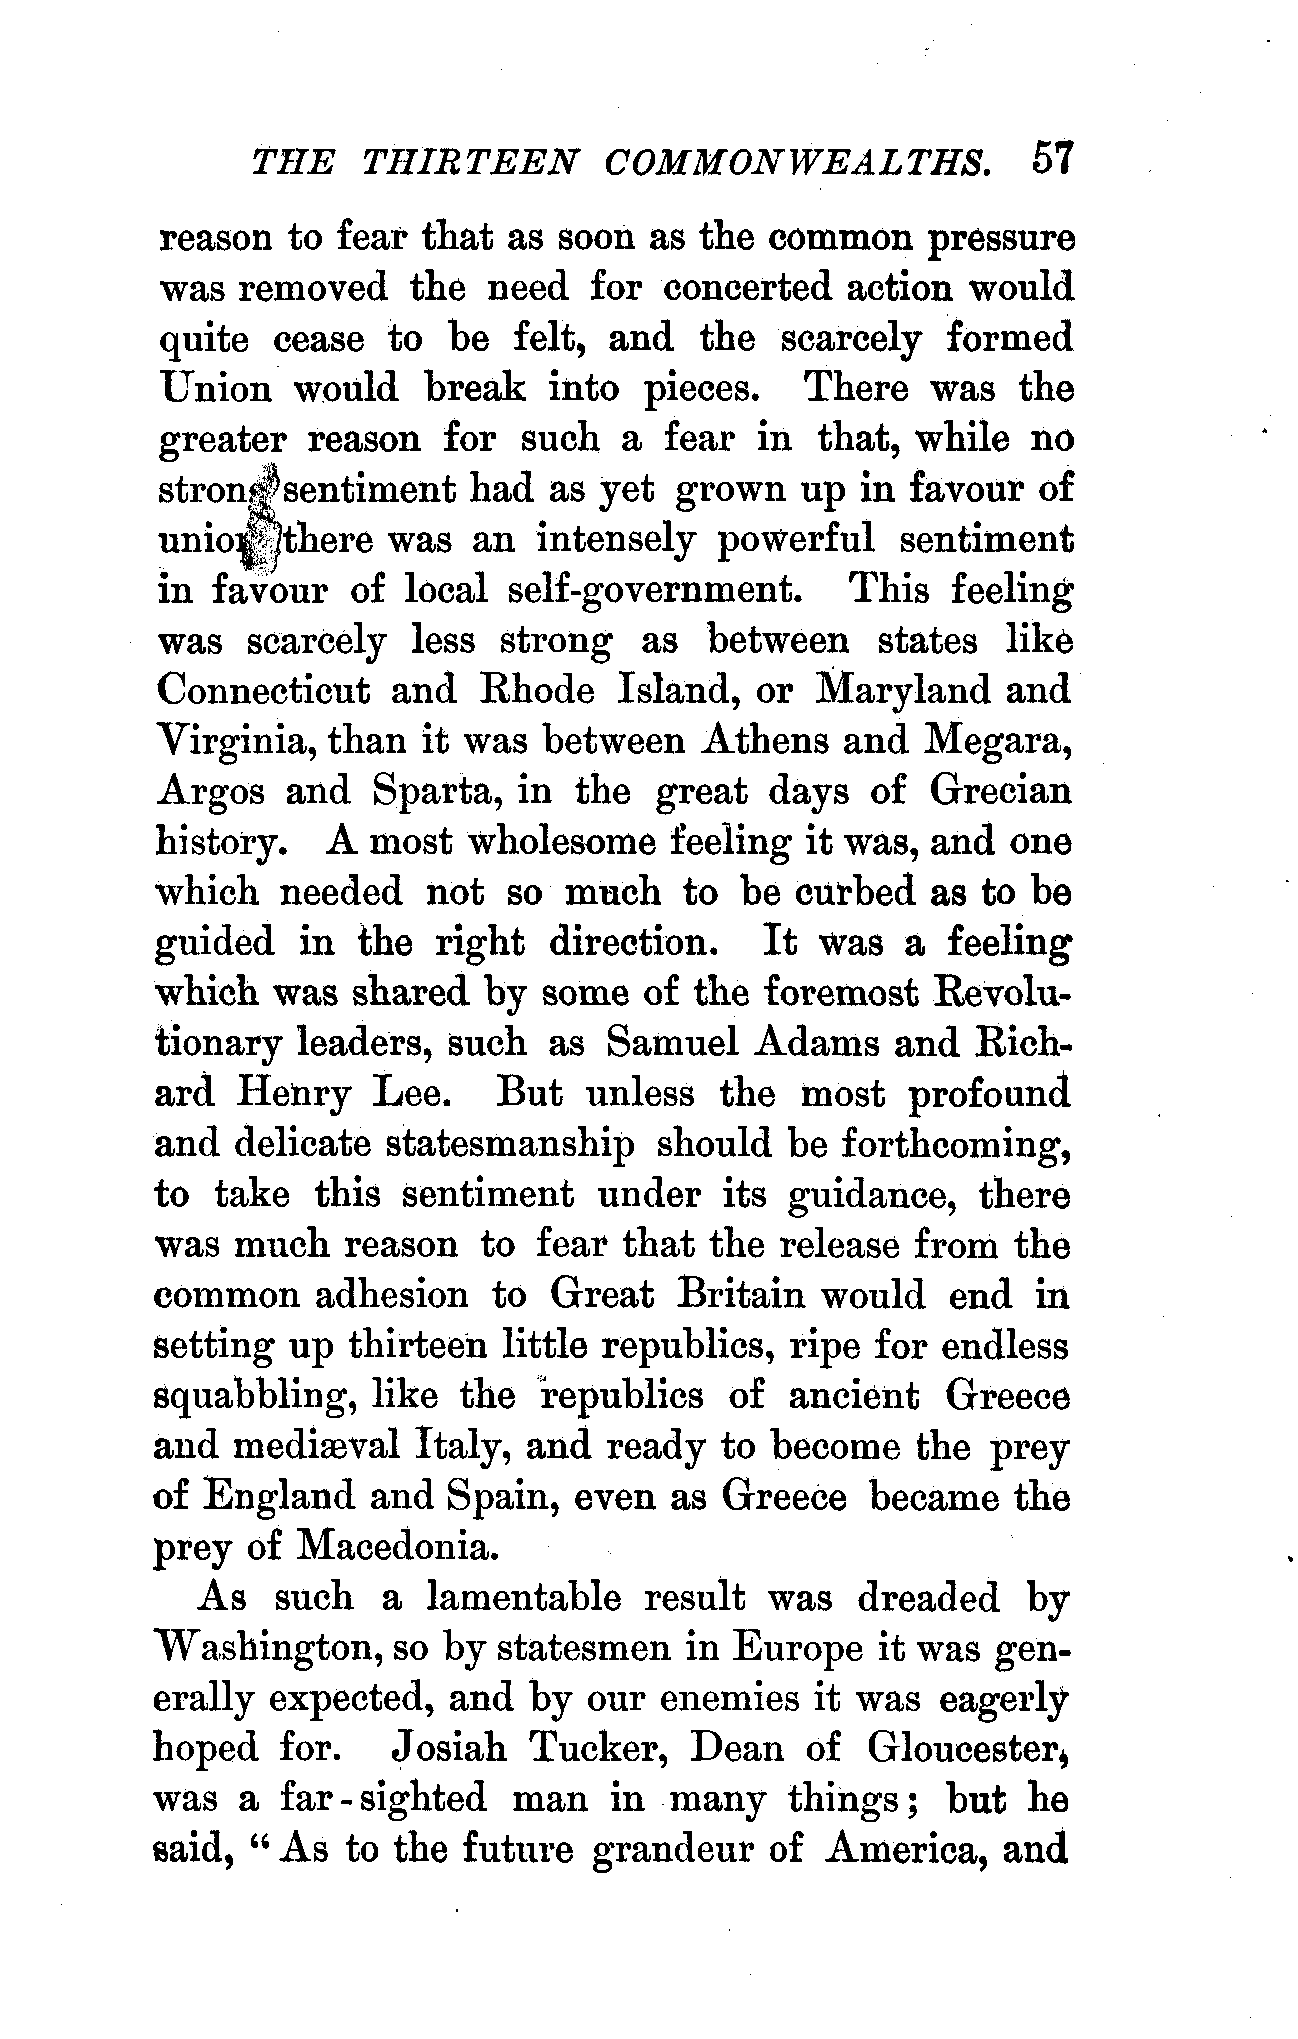 THE THIRTEEN COMMONWEALTHS. 57
reason to fear that as soon as the common pressure
was removed the need for concerted action would
quite cease to be felt, and the scarcely formed
Union would break into pieces. There was the
greater reason for such a fear in that, while no
strong sentiment had as yet grown up in favour of
union there was an intensely powerful sentiment
in favour of local self-government. This feeling
was scarcely less strong as between states like
Connecticut and Rhode Island, or Maryland and
Virginia, than it was between Athens and Megara,
Argos and Sparta, in the great days of Grecian
history. A most wholesome feeling it was, and one
which needed not so much to be curbed as to be
guided in the right direction. It was a feeling
which was shared by some of the foremost Revolu-
tionary leaders, such as Samuel Adams and Rich-
ard Henry Lee. But unless the most profound
and delicate statesmanship should be forthcoming,
to take this sentiment under its guidance, there
was much reason to fear that the release from the
common adhesion to Great Britain would end in
setting up thirteen little republics, ripe for endless
squabbling, like the republics of ancient Greece
and mediæval Italy, and ready to become the prey
of England and Spain, even as Greece became the
prey of Macedonia.
As such a lamentable result was dreaded by
Washington, so by statesmen in Europe it was gen-
erally expected, and by our enemies it was eagerly
hoped for. Josiah Tucker, Dean of Gloucester,
was a far-sighted man in many things; but he
said, "As to the future grandeur of America, and